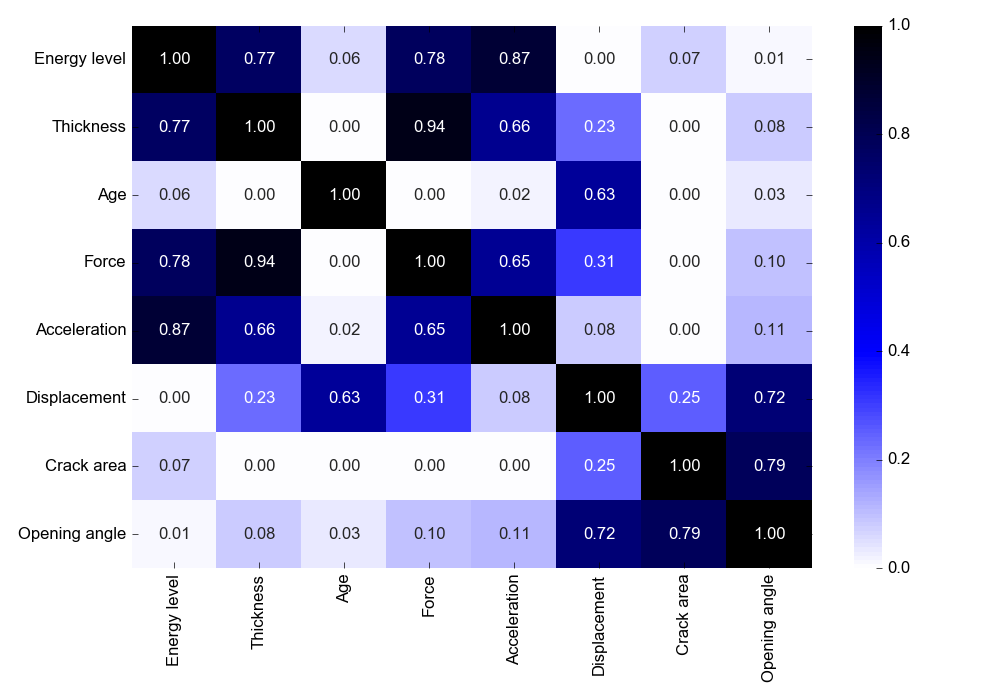 Energy level 1.00 0.77 0.06 0.78 0.87 0.00 0.07 0.01
Thickness 0.77 1.00 0.00 0.94 0.66 0.23 0.00 0.08
Age 0.06 0.00 1.00 0.00 0.02 0.63 0.00 0.03
Force 0.78 0.94 0.00 1.00 0.65 0.31 0.00 0.10
Acceleration 0.87 0.66 0.02 0.65 1.00 0.08 0.00 0.11
Displacement 0.00 0.23 0.63 0.31 0.08 1.00 0.25 0.72
Crack area 0.07 0.00 0.00 0.00 0.00 0.25 1.00 0.79
Opening angle 0.01 0.08 0.03 0.10 0.11 0.72 0.79 1.00
Energy level
Thickness
Age
Force
Acceleration
Displacement
Crack area
Opening angle
1.0
0.8
0.6
0.4
0.2
0.0